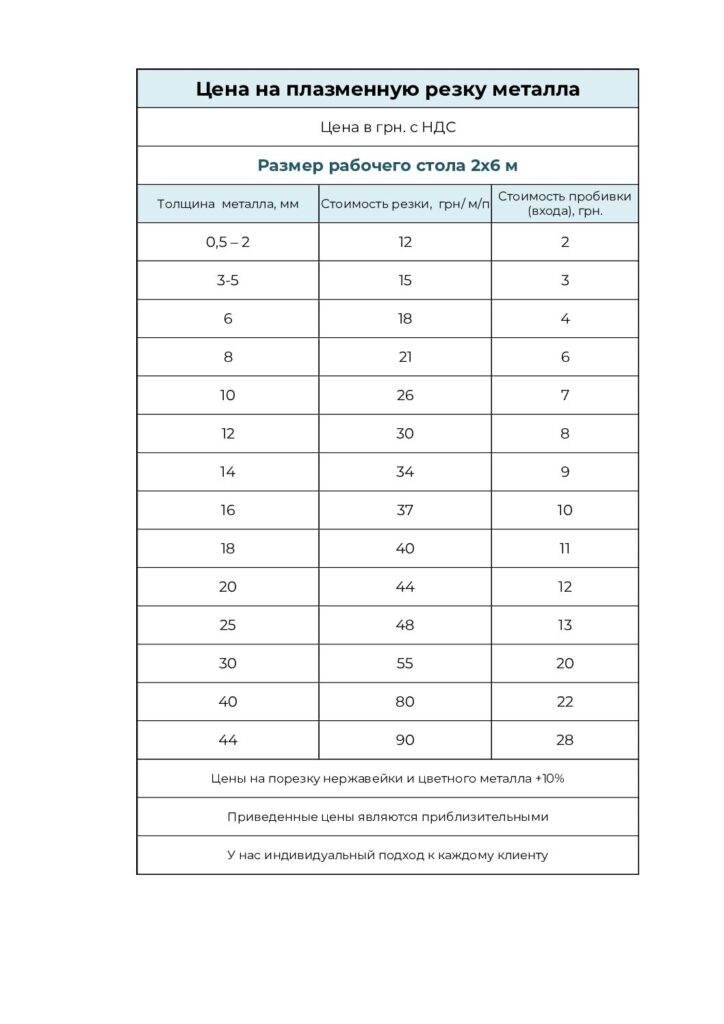 Цена на плазменную резку металла
Цена в грн. с НДС
Размер рабочего стола 2х6 м
Толщина металла, мм Стоимость резки, грн/ м/п Стоимость пробивки (входа), грн.
0,5 – 2 12 2
3-5 15 3
6 18 4
8 21 6
10 26 7
12 30 8
14 34 9
16 37 10
18 40 11
20 44 12
25 48 13
30 55 20
40 80 22
44 90 28
Цены на порезку нержавейки и цветного металла +10%
Приведенные цены являются приблизительными
У нас индивидуальный подход к каждому клиенту